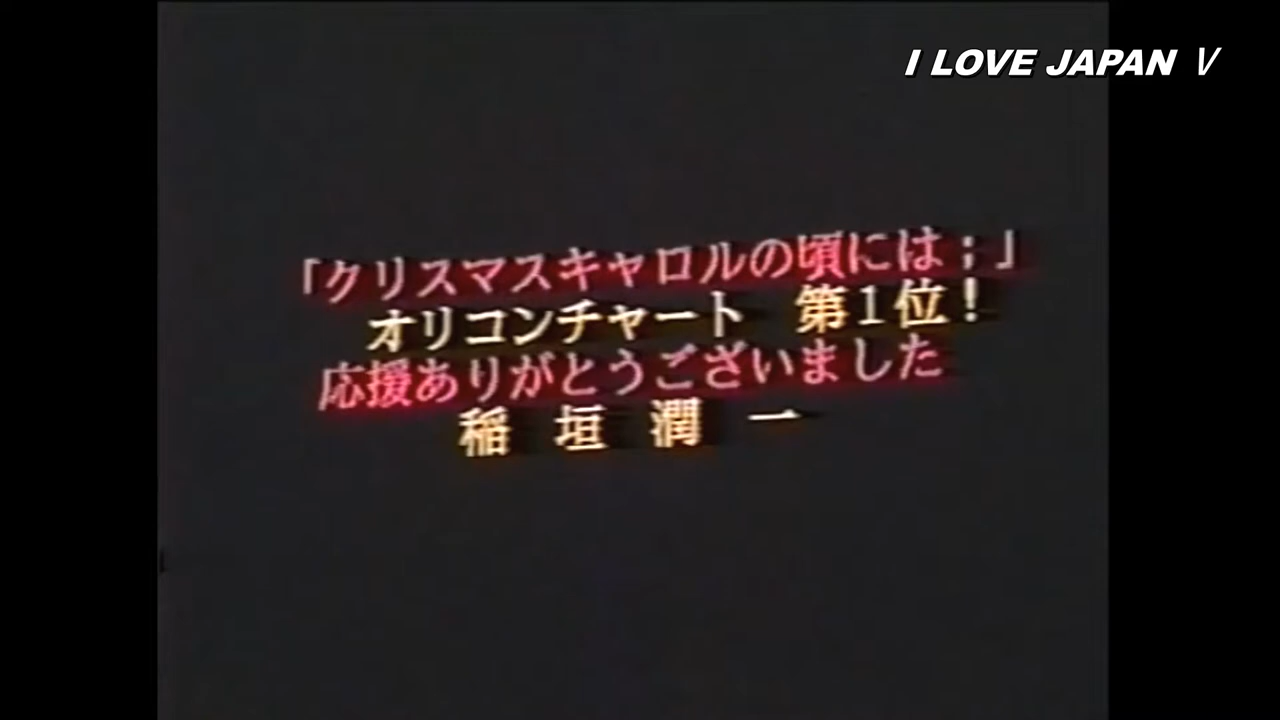 I LOVE JAPAN Ⅴ
「クリスマスキャロルの頃には；」
オリコンチャート　第1位！
応援ありがとうございました
稲　垣　潤　一